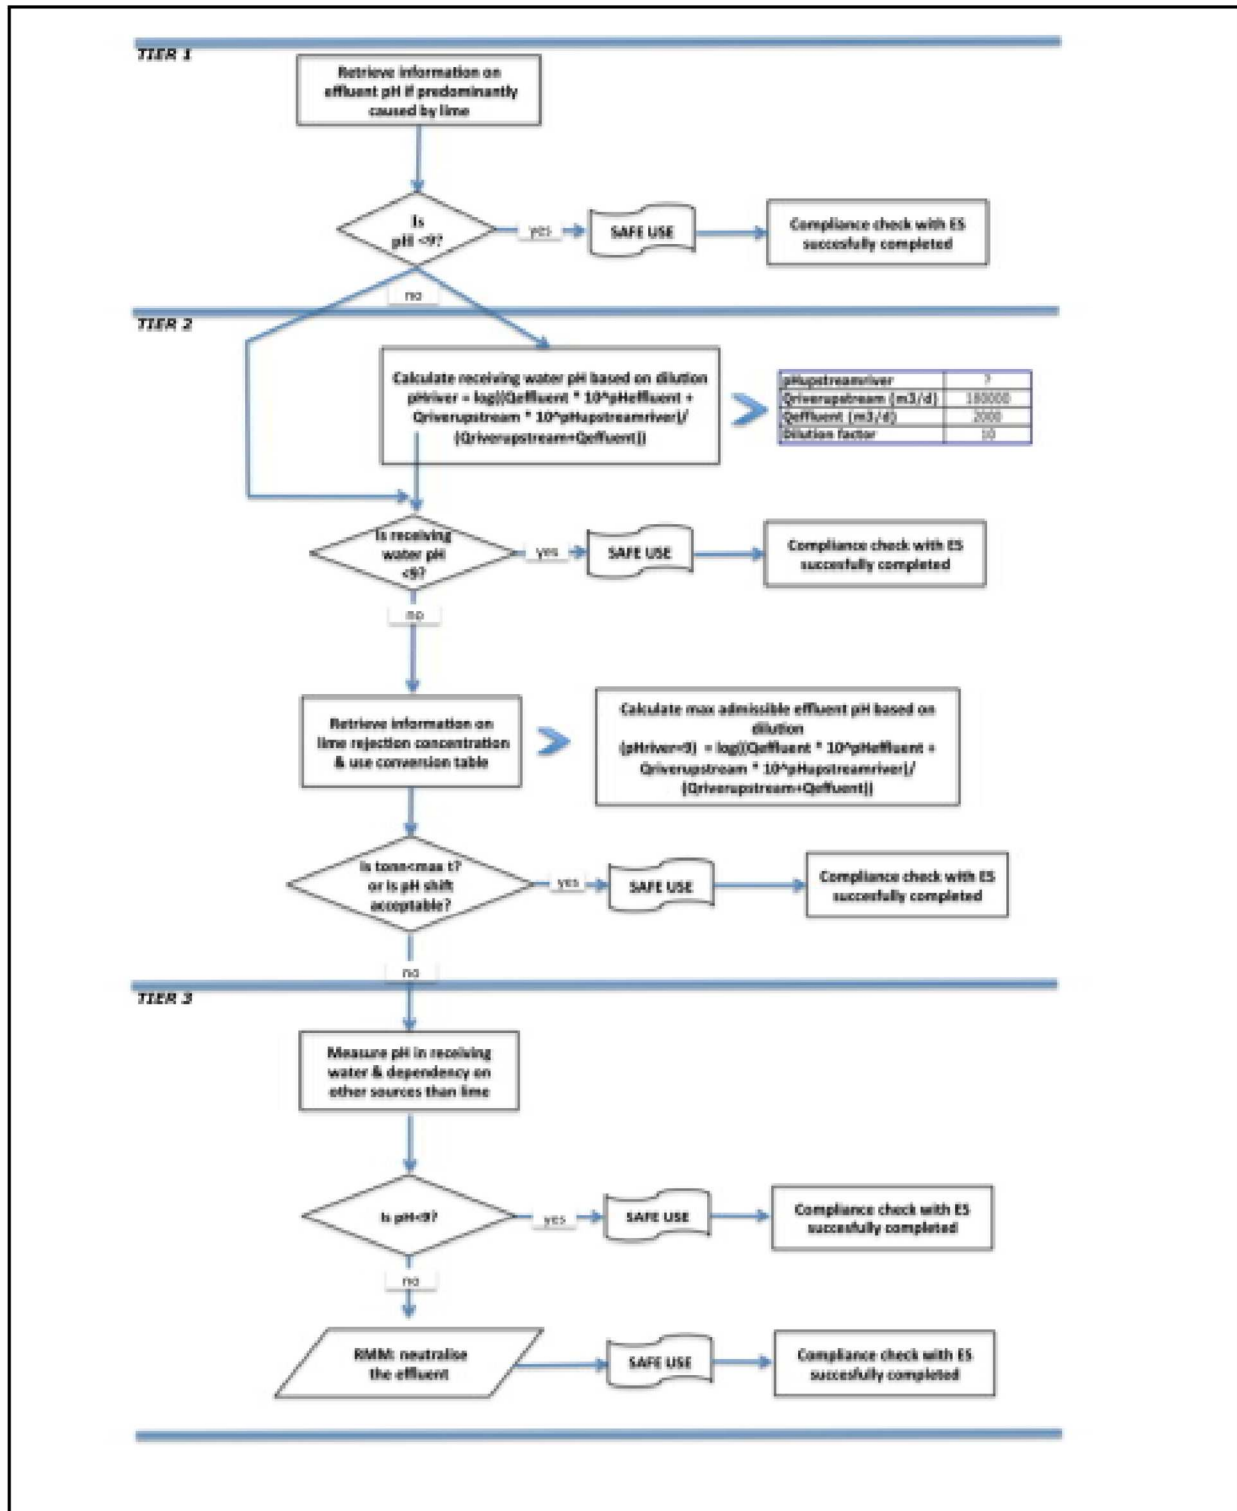 TIER 1
Retrieve information on
effluent pH if predominantly
caused by lime
Is
pH <9?
yes
SAFE USE
Compliance check with ES
succesfully completed
no
TIER 2
Calculate receiving water pH based on dilution
pHriver = log((Qeffluent * 10^pHeffluent +
Qriverupstream * 10^pHupstreamriver)/
(Qriverupstream+Qeffluent))
pHupstreamriver 7
Qriverupstream (m3/d) 180000
Qeffluent (m3/d) 2000
Dilution factor 10
Is receiving
water pH
<9?
yes
SAFE USE
Compliance check with ES
succesfully completed
no
Retrieve information on
lime rejection concentration
& use conversion table
Calculate max admissible effluent pH based on
dilution
(pHriver=9) = log((Qeffluent * 10^pHeffluent +
Qriverupstream * 10^pHupstreamriver)/
(Qriverupstream+Qeffuent))
Is tonn<max t?
or Is pH shift
acceptable?
yes
SAFE USE
Compliance check with ES
succesfully completed
no
TIER 3
Measure pH in receiving
water & dependency on
other sources than lime
Is pH<9?
yes
SAFE USE
Compliance check with ES
succesfully completed
no
RMM: neutralise
the effluent
SAFE USE
Compliance check with ES
succesfully completed